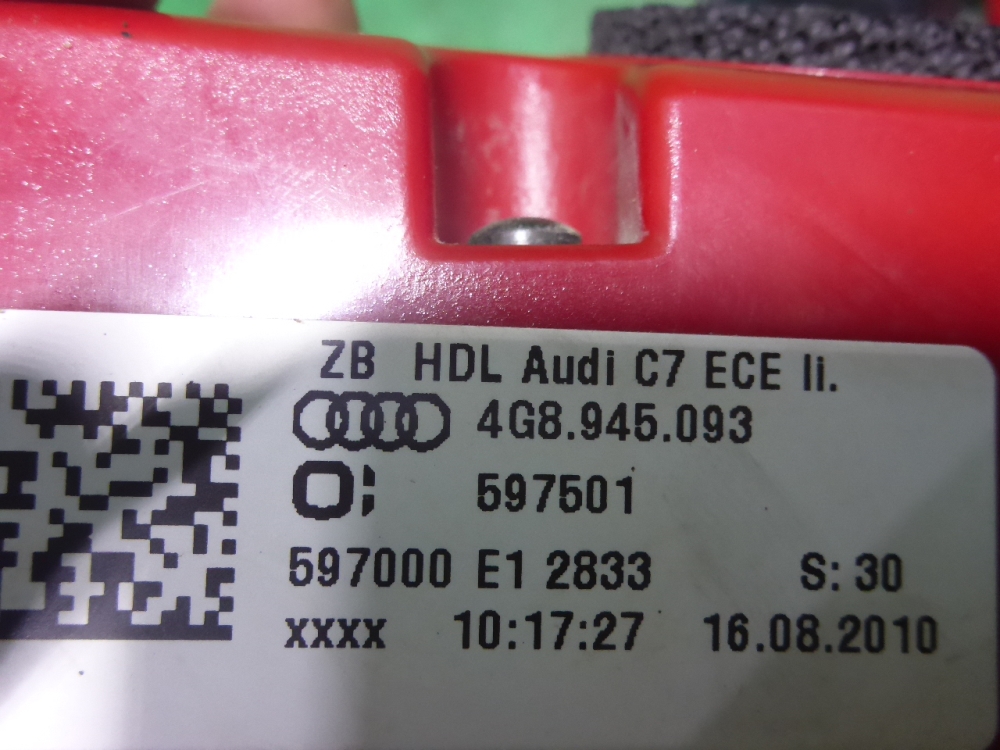 ZB HDL Audi C7 ECE li.
4G8.945.093
597501
597000 E1 2833 S: 30
xxxx 10:17:27 16.08.2010